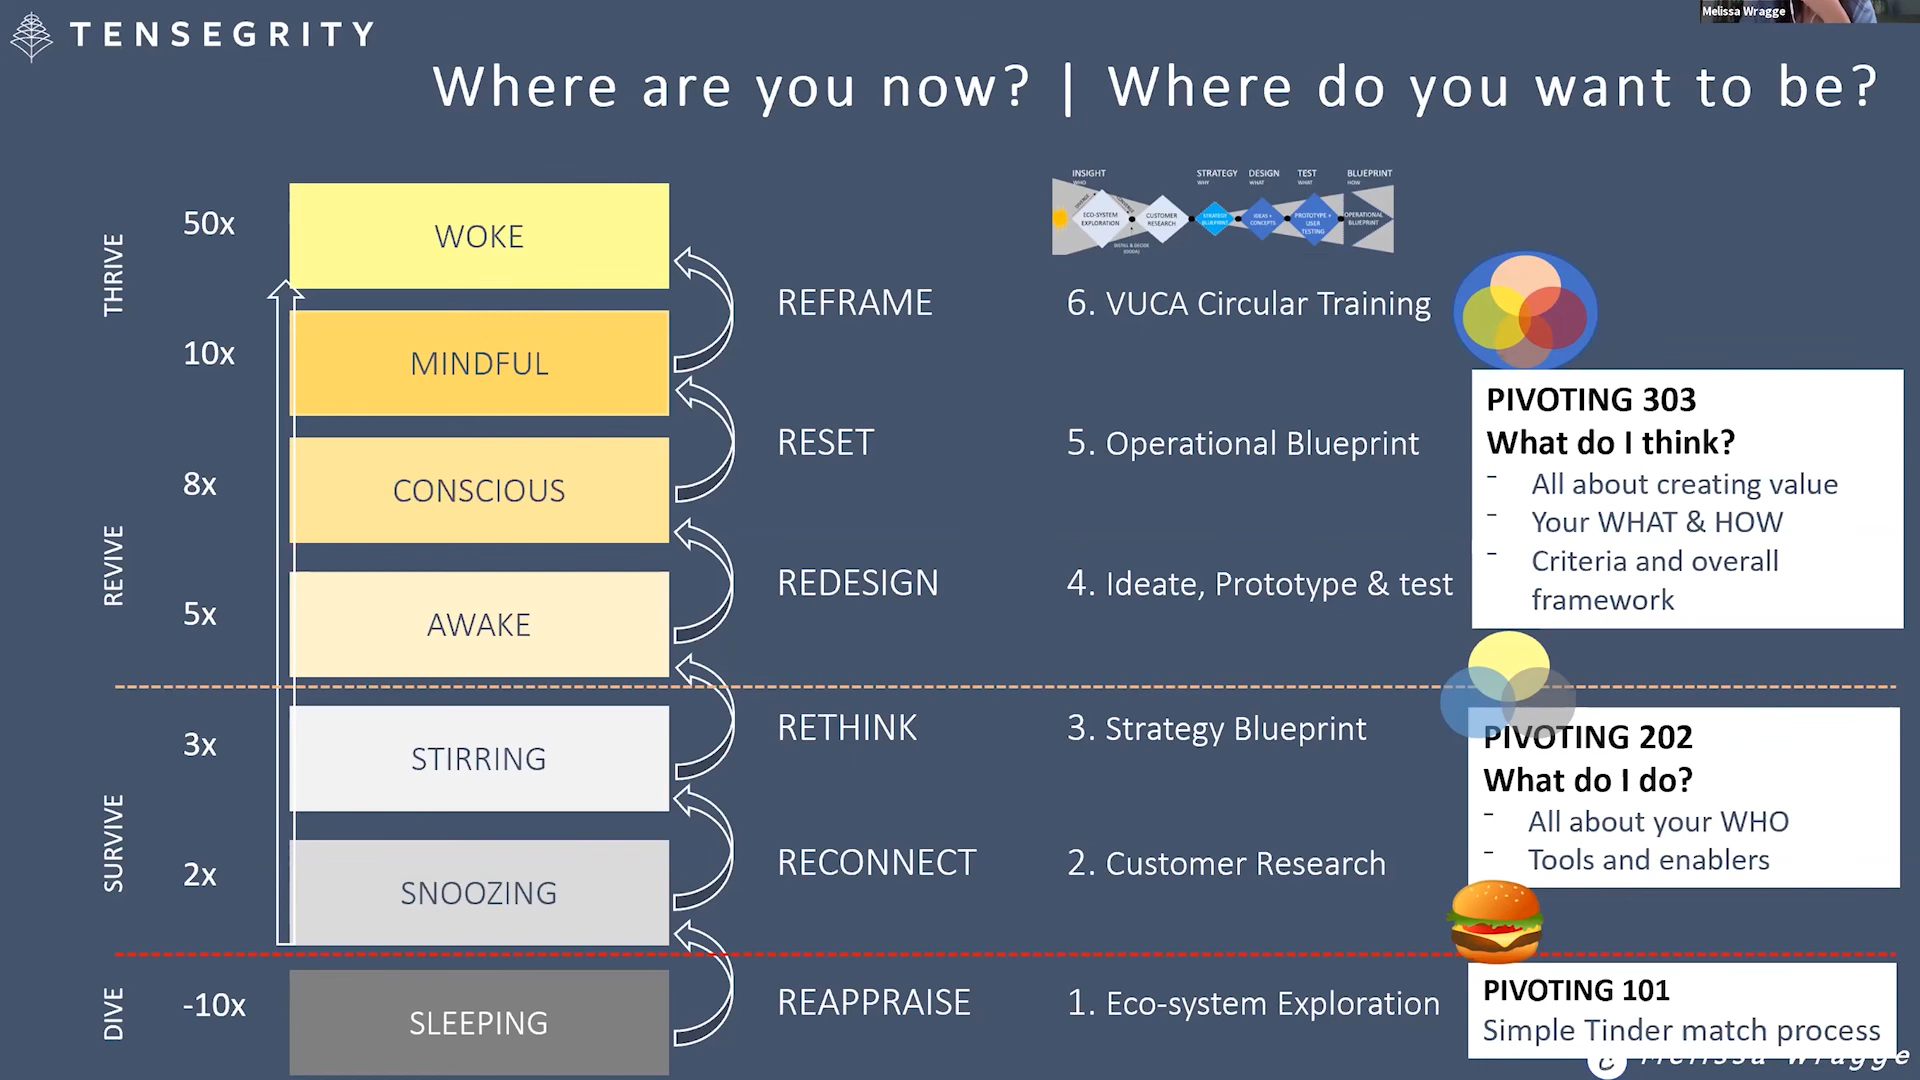 TENSEGRITY
Melissa Wragge
Where are you now? | Where do you want to be?
THRIVE
REVIVE
SURVIVE
DIVE
50x
10x
8x
5x
3x
2x
-10x
WOKE
MINDFUL
CONSCIOUS
AWAKE
STIRRING
SNOOZING
SLEEPING
REFRAME
RESET
REDESIGN
RETHINK
RECONNECT
REAPPRAISE
INSIGHT
WHO
STRATEGY
WHY
DESIGN
WHAT
TEST
WHAT
BLUEPRINT
HOW
ECO-SYSTEM
EXPLORATION
CUSTOMER
RESEARCH
STRATEGY
BLUEPRINT
IDEAS +
CONCEPTS
PROTOTYPE +
USER
TESTING
OPERATIONAL
BLUEPRINT
DISTILL & DECIDE
6. VUCA Circular Training
5. Operational Blueprint
4. Ideate, Prototype & test
3. Strategy Blueprint
2. Customer Research
1. Eco-system Exploration
PIVOTING 303
What do I think?
- All about creating value
- Your WHAT & HOW
- Criteria and overall
framework
PIVOTING 202
What do I do?
- All about your WHO
- Tools and enablers
PIVOTING 101
Simple Tinder match process
Melissa Wragge